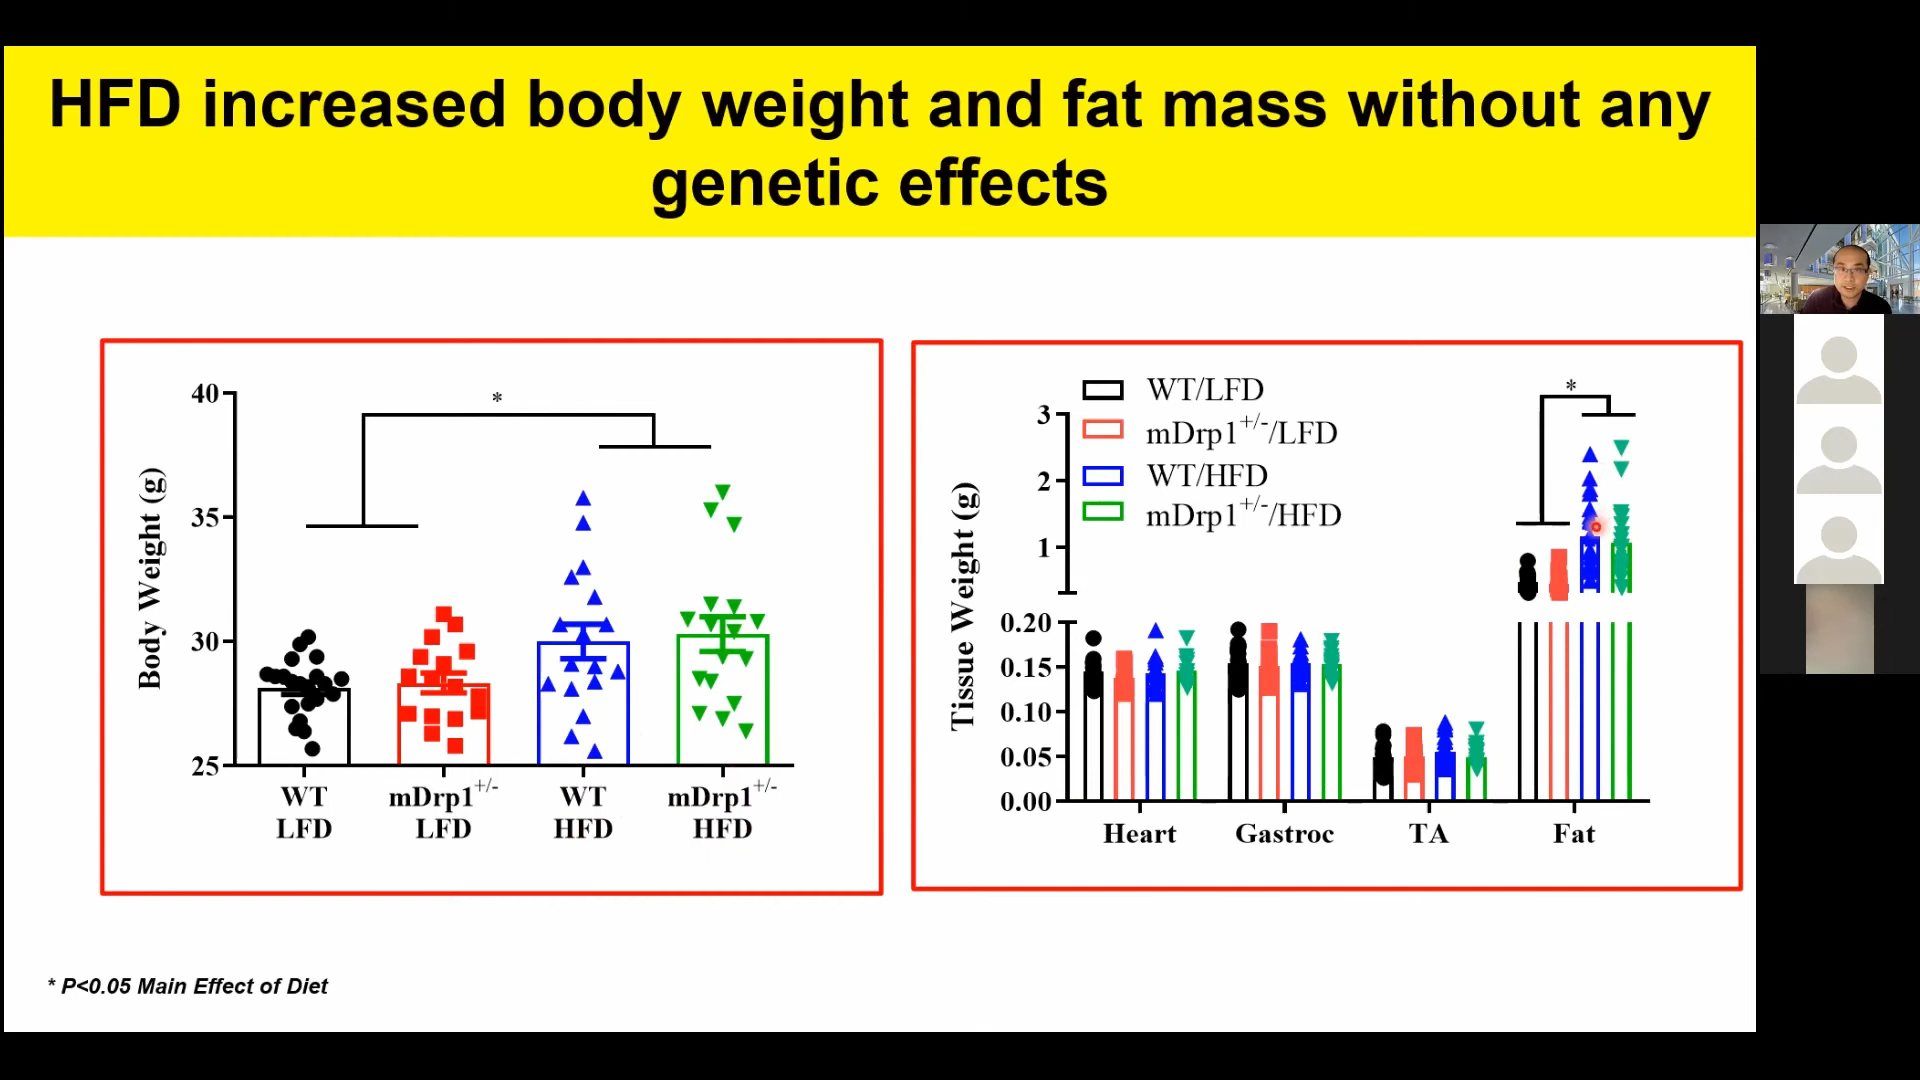 HFD increased body weight and fat mass without any
genetic effects
Body Weight (g)
40
35
30
25
*
WT
LFD
mDrp1+/-
LFD
WT
HFD
mDrp1+/-
HFD
Tissue Weight (g)
3
2
1
0.20
0.15
0.10
0.05
0.00
WT/LFD
mDrp1+/-/LFD
WT/HFD
mDrp1+/-/HFD
*
Heart
Gastroc
TA
Fat
* P<0.05 Main Effect of Diet